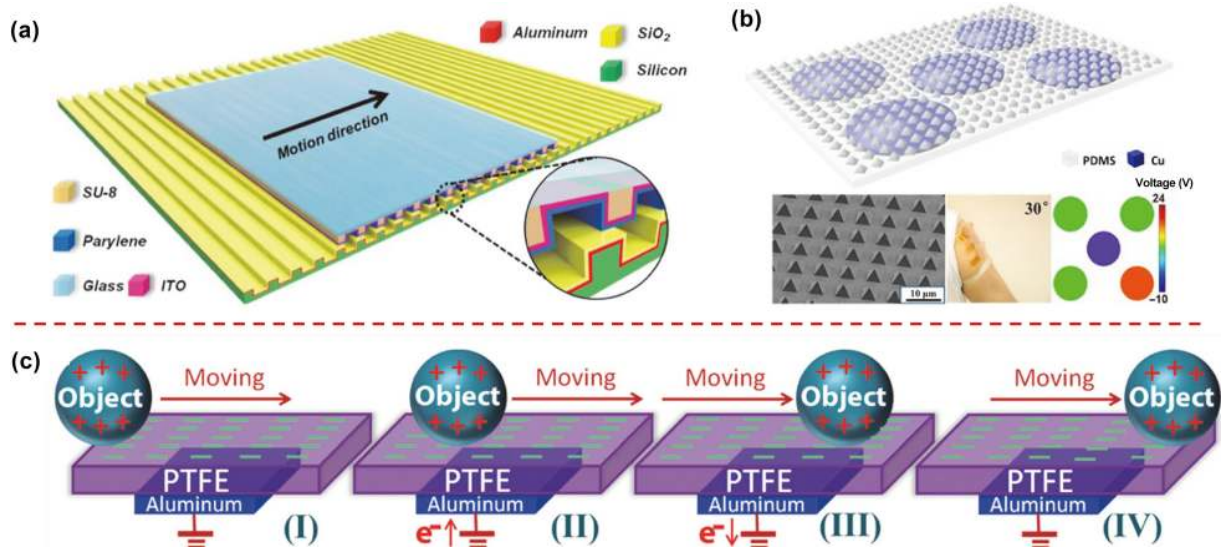 (a)
Aluminum
SiO₂
Silicon
Motion direction
SU-8
Parylene
Glass
ITO
(b)
PDMS
Cu
Voltage (V)
24
−10
10 μm
30°
(c)
Object
Moving
Object
Moving
Moving
Object
Moving
Object
PTFE
PTFE
PTFE
PTFE
Aluminum
Aluminum
Aluminum
Aluminum
(I)
e⁻
(II)
e⁻
(III)
(IV)